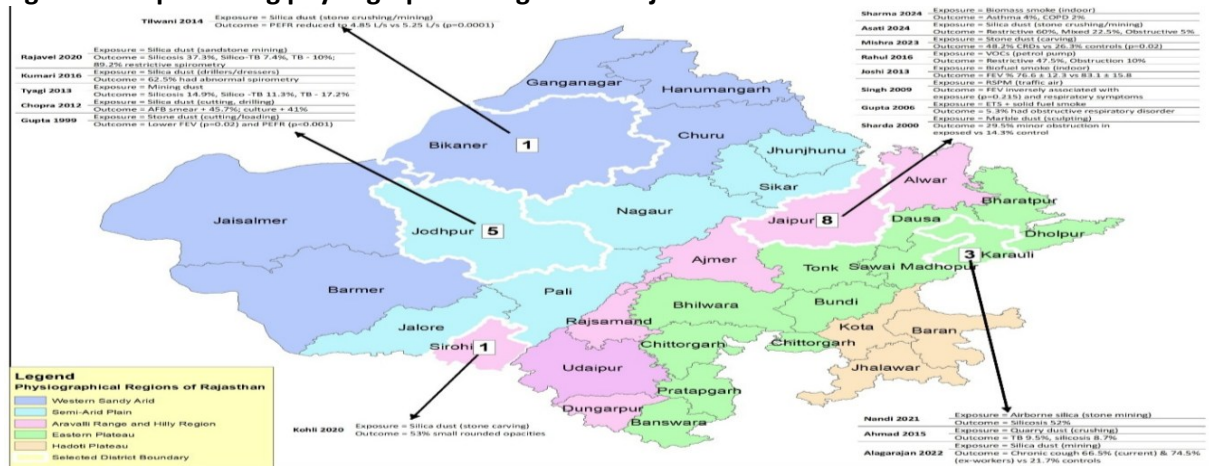 Tilwani 2014 Exposure = Silica dust (stone crushing/mining)
Outcome = PEFR reduced to 4.85 L/s vs 5.25 L/s (p=0.0001)
Rajavel 2020 Exposure = Silica dust (sandstone mining)
Outcome = Silicosis 37.3%, Silico-TB 7.4%, TB - 10%;
89.2% restrictive spirometry
Kumari 2016 Exposure = Silica dust (drillers/dressers)
Outcome = 62.5% had abnormal spirometry
Tyagi 2013 Exposure = Mining dust
Outcome = Silicosis 14.9%, Silico -TB 11.3%, TB - 17.2%
Chopra 2012 Exposure = Silica dust (cutting, drilling)
Outcome = AFB smear + 45.7%; culture + 41%
Gupta 1999 Exposure = Stone dust (cutting/loading)
Outcome = Lower FEV (p=0.02) and PEFR (p=0.001)
Sharma 2024 Exposure = Biomass smoke (indoor)
Outcome = Asthma 4%, COPD 2%
Asati 2024 Exposure = Silica dust (stone crushing/mining)
Outcome = Restrictive 60%, Mixed 22.5%, Obstructive 5%
Mishra 2023 Exposure = Stone dust (carving)
Outcome = 48.2% CRDs vs 26.3% controls (p=0.02)
Rahul 2016 Exposure = VOCs (petrol pump)
Outcome = Restrictive 47.5%, Obstruction 10%
Joshi 2013 Exposure = Biofuel smoke (indoor)
Outcome = FEV % 76.6 ± 12.3 vs 83.1 ± 15.8
Singh 2009 Exposure = RSPM (traffic air)
Outcome = FEV inversely associated with
exposure (p=0.215) and respiratory symptoms
Gupta 2006 Exposure = ETS + solid fuel smoke
Outcome = 5.3% had obstructive respiratory disorder
Sharda 2000 Exposure = Marble dust (sculpting)
Outcome = 29.5% minor obstruction in
exposed vs 14.3% control
Ganganagar
Hanumangarh
Bikaner 1
Churu
Jhunjhunu
Sikar
Alwar
Jaisalmer
Jodhpur 5
Nagaur
Jaipur 8
Dausa
Bharatpur
Dholpur
3 Karauli
Ajmer
Tonk
Sawai Madhopur
Barmer
Pali
Bhilwara
Bundi
Jalore
Rajsamand
Kota
Baran
Sirohi 1
Chittorgarh
Chittorgarh
Udaipur
Jhalawar
Pratapgarh
Dungarpur
Banswara
Legend
Physiographical Regions of Rajasthan
Western Sandy Arid
Semi-Arid Plain
Aravalli Range and Hilly Region
Eastern Plateau
Hadoti Plateau
Selected District Boundary
Kohli 2020 Exposure = Silica dust (stone carving)
Outcome = 53% small rounded opacities
Nandi 2021 Exposure = Airborne silica (stone mining)
Outcome = Silicosis 52%
Ahmad 2015 Exposure = Quarry dust (crushing)
Outcome = TB 9.5%, silicosis 8.7%
Alagarajan 2022 Exposure = Silica dust (mining)
Outcome = Chronic cough 66.5% (current) & 74.5%
(ex-workers) vs 21.7% controls